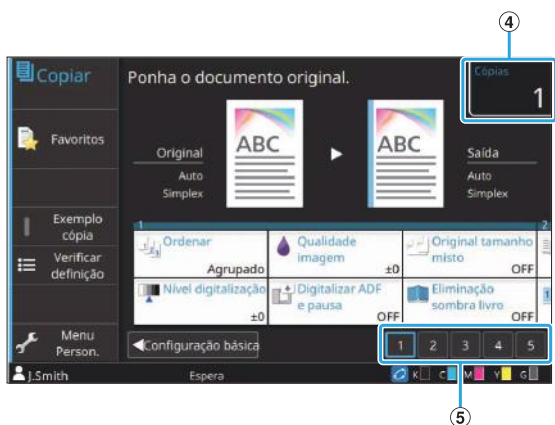 ④
Copiar
Ponha o documento original.
Cópias
1
Favoritos
Original
Auto
Simplex
ABC
ABC
Saída
Auto
Simplex
Exemplo
cópia
Verificar
definição
Menu
Person.
1
2
Ordenar
Agrupado
Qualidade
imagem
±0
Original tamanho
misto
OFF
Nível digitalização
±0
Digitalizar ADF
e pausa
OFF
Eliminação
sombra livro
OFF
Configuração básica
1 2 3 4 5
J.Smith
Espera
K C M Y G
⑤